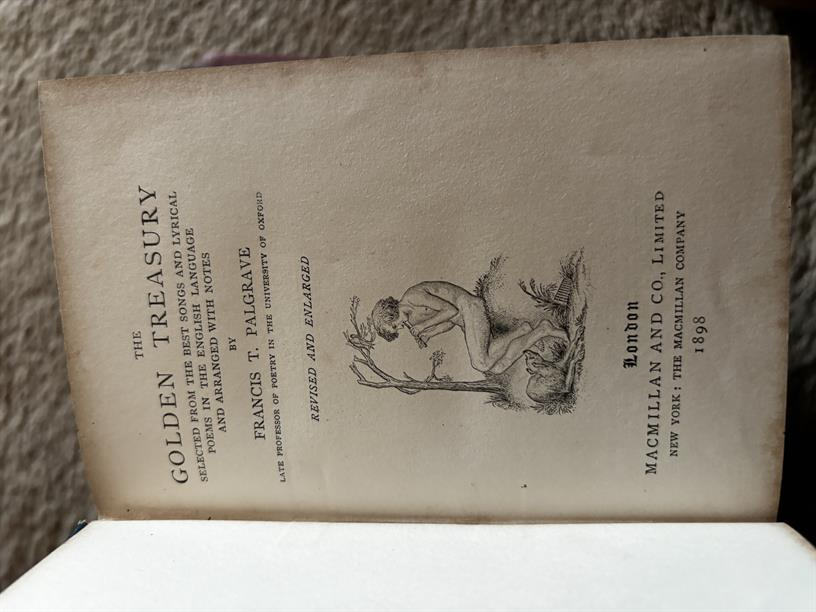 THE
GOLDEN TREASURY
SELECTED FROM THE BEST SONGS AND LYRICAL
POEMS IN THE ENGLISH LANGUAGE
AND ARRANGED WITH NOTES
BY
FRANCIS T. PALGRAVE
LATE PROFESSOR OF POETRY IN THE UNIVERSITY OF OXFORD
REVISED AND ENLARGED
London
MACMILLAN AND CO., LIMITED
NEW YORK: THE MACMILLAN COMPANY
1898